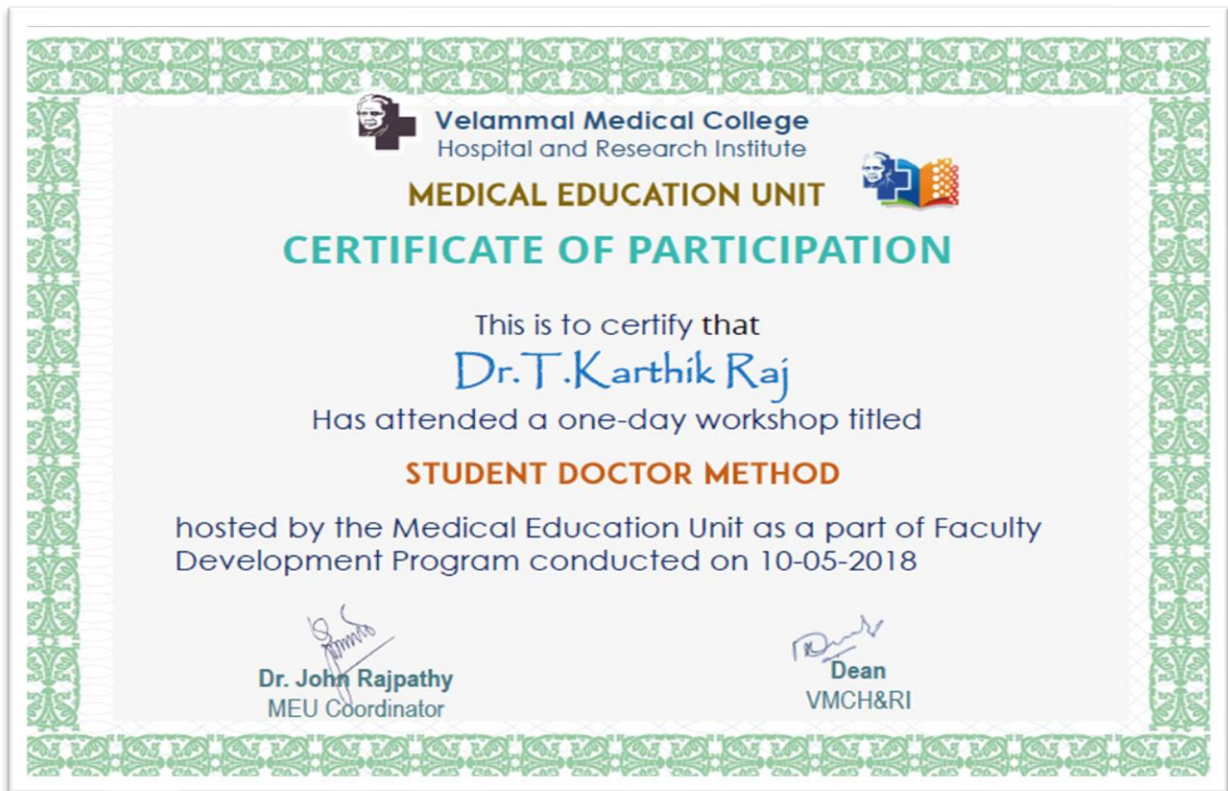 Velammal Medical College
Hospital and Research Institute
MEDICAL EDUCATION UNIT
CERTIFICATE OF PARTICIPATION
This is to certify that
Dr.T.Karthik Raj
Has attended a one-day workshop titled
STUDENT DOCTOR METHOD
hosted by the Medical Education Unit as a part of Faculty
Development Program conducted on 10-05-2018
Dr. John Rajpathy
MEU Coordinator
Dean
VMCH&RI